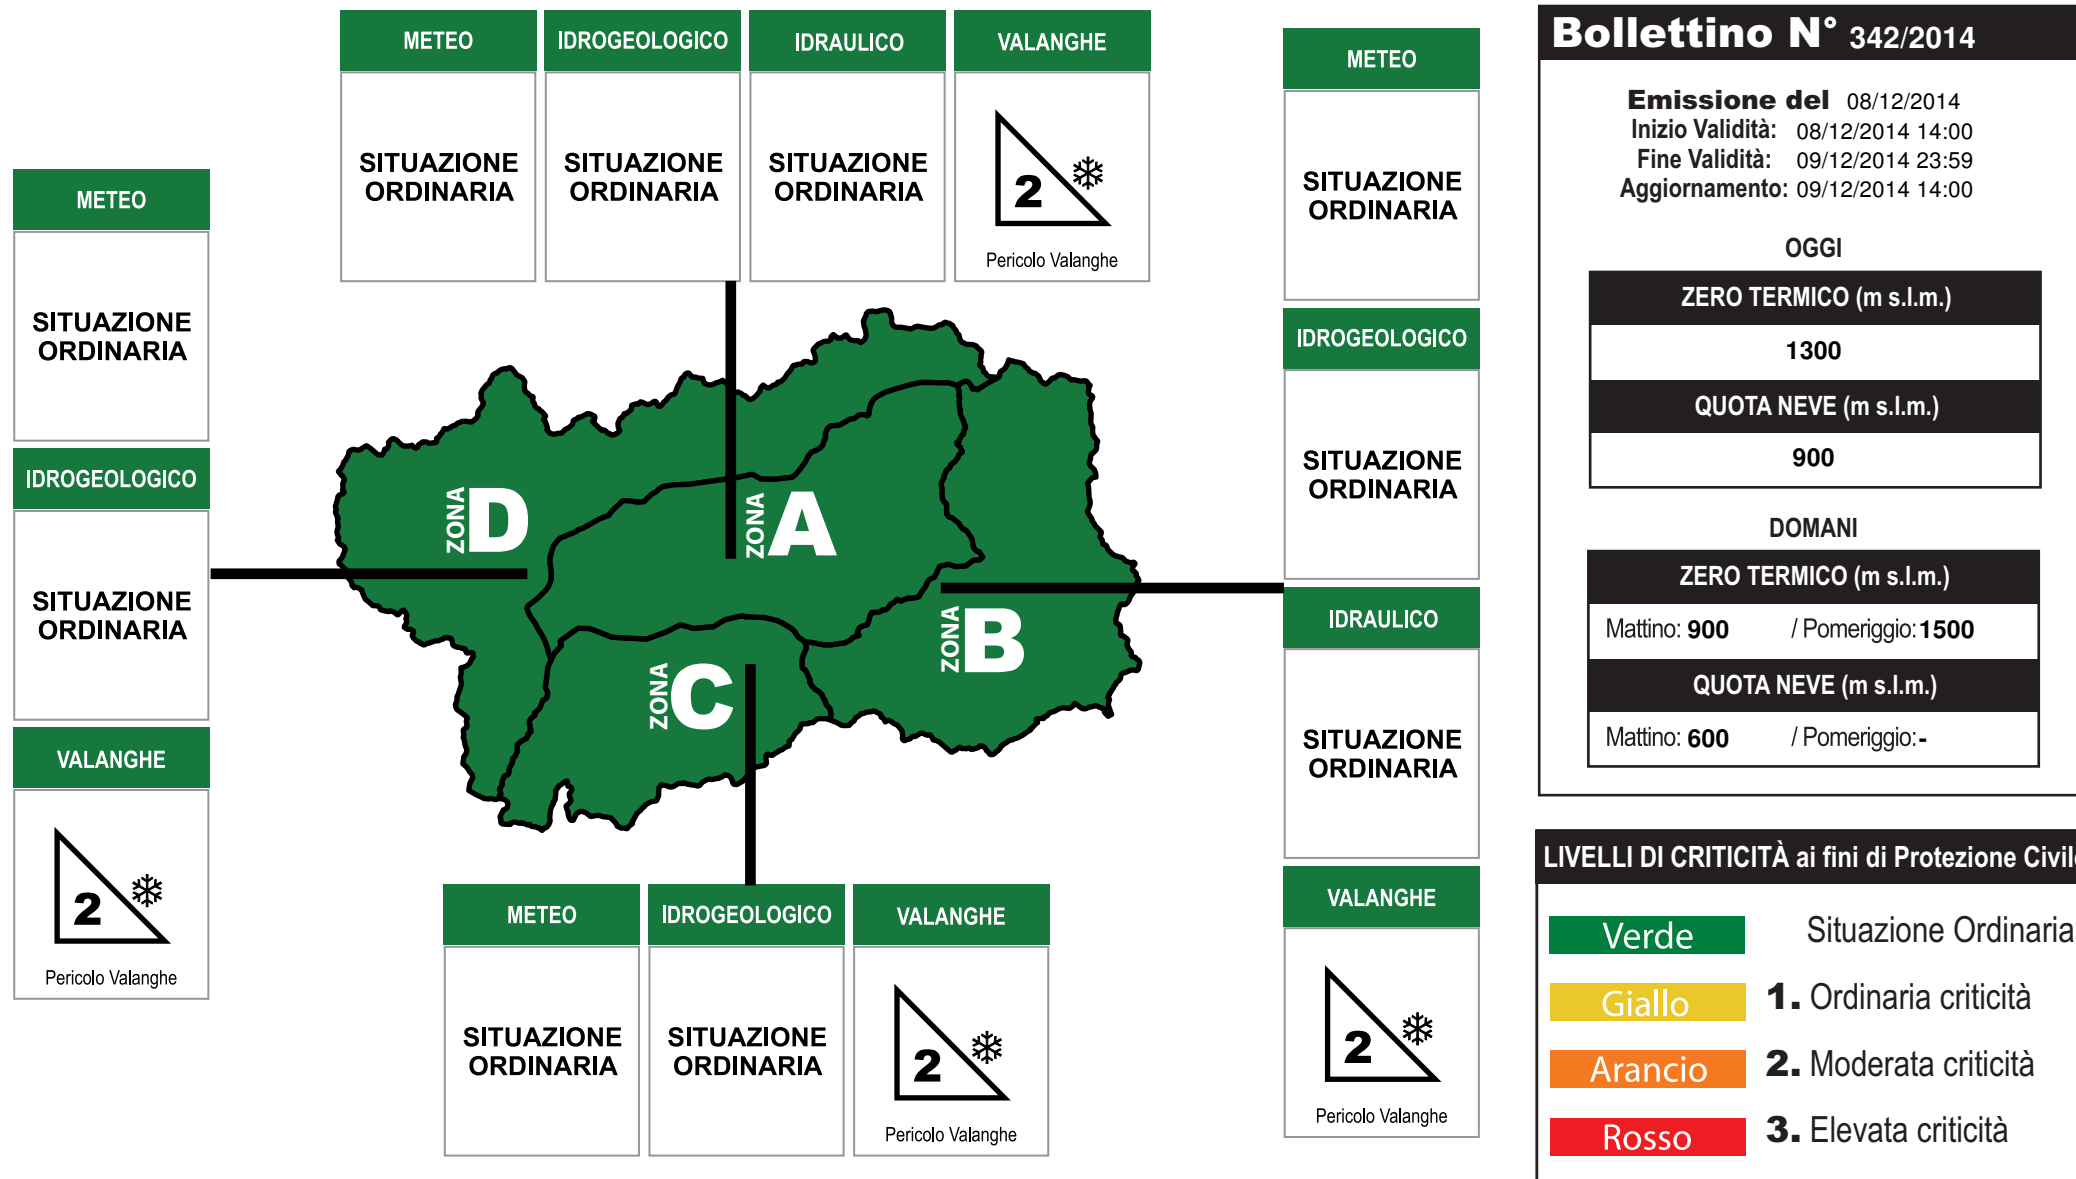 METEO
IDROGEOLOGICO
IDRAULICO
VALANGHE
SITUAZIONE
ORDINARIA
SITUAZIONE
ORDINARIA
SITUAZIONE
ORDINARIA
2
Pericolo Valanghe
METEO
SITUAZIONE
ORDINARIA
IDROGEOLOGICO
SITUAZIONE
ORDINARIA
VALANGHE
2
Pericolo Valanghe
ZONA D
ZONA A
ZONA B
ZONA C
METEO
IDROGEOLOGICO
VALANGHE
SITUAZIONE
ORDINARIA
SITUAZIONE
ORDINARIA
2
Pericolo Valanghe
METEO
SITUAZIONE
ORDINARIA
IDROGEOLOGICO
SITUAZIONE
ORDINARIA
IDRAULICO
SITUAZIONE
ORDINARIA
VALANGHE
2
Pericolo Valanghe
Bollettino N° 342/2014
Emissione del 08/12/2014
Inizio Validità: 08/12/2014 14:00
Fine Validità: 09/12/2014 23:59
Aggiornamento: 09/12/2014 14:00
OGGI
ZERO TERMICO (m s.l.m.)
1300
QUOTA NEVE (m s.l.m.)
900
DOMANI
ZERO TERMICO (m s.l.m.)
Mattino: 900 / Pomeriggio: 1500
QUOTA NEVE (m s.l.m.)
Mattino: 600 / Pomeriggio: -
LIVELLI DI CRITICITÀ ai fini di Protezione Civile
Verde Situazione Ordinaria
Giallo 1. Ordinaria criticità
Arancio 2. Moderata criticità
Rosso 3. Elevata criticità